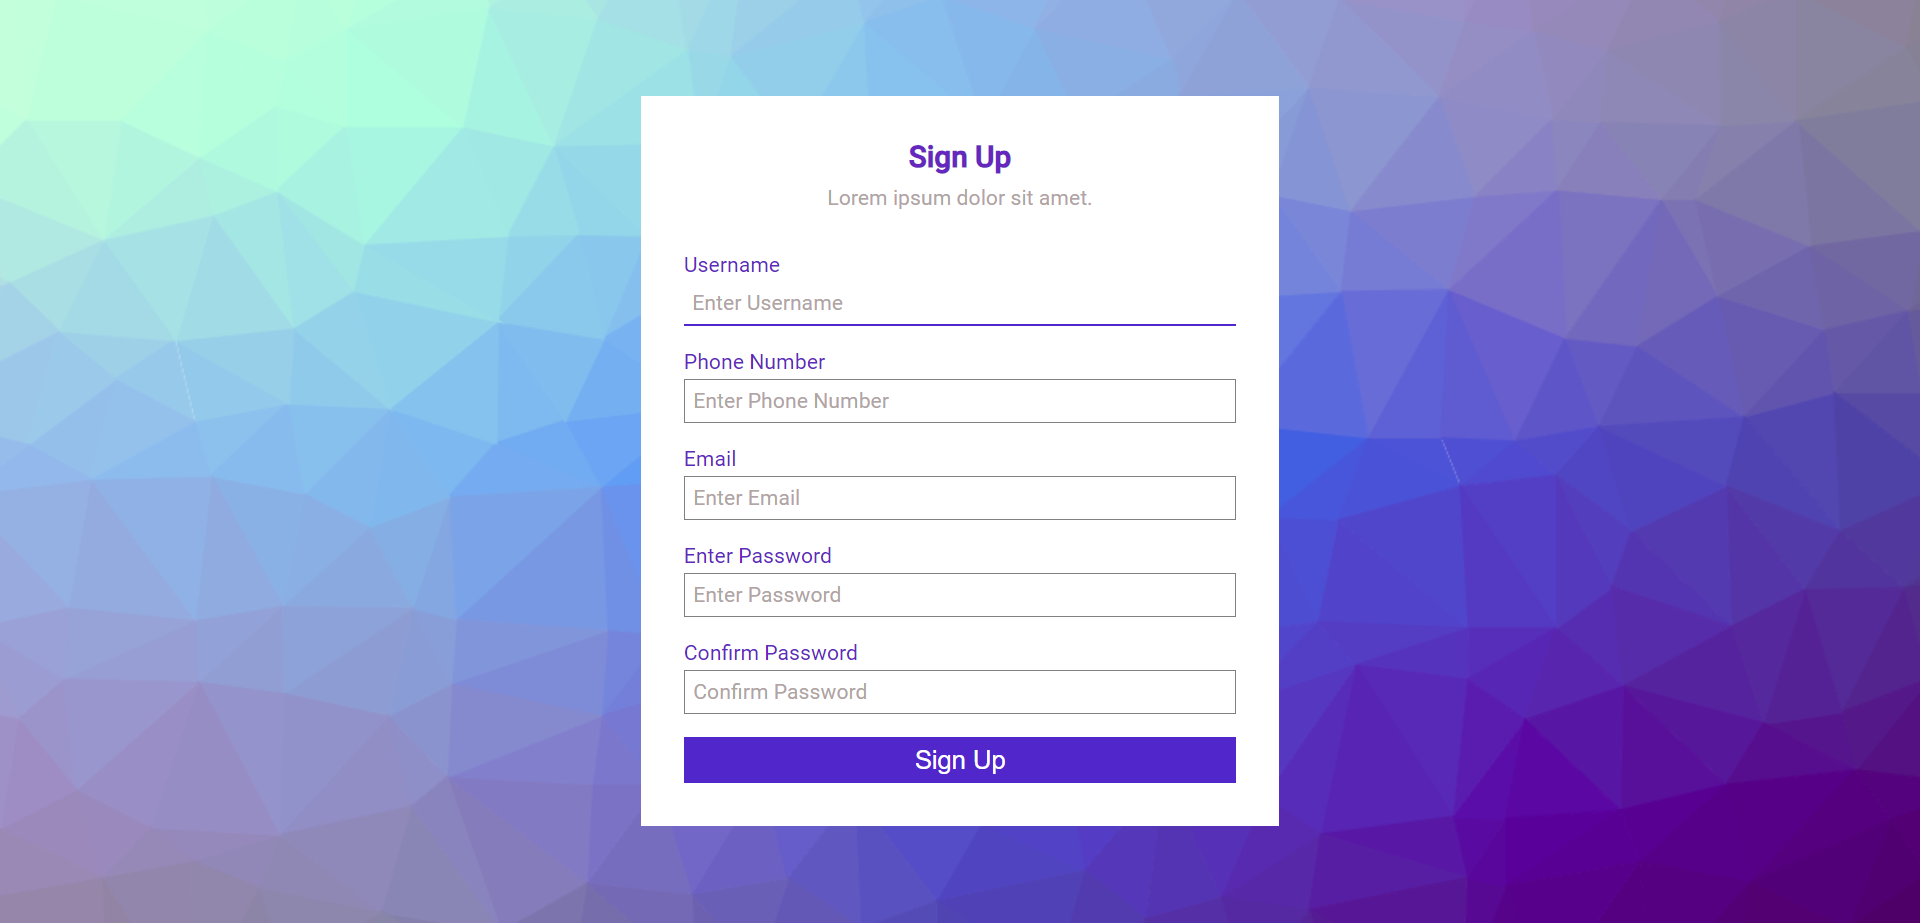 Sign Up
Lorem ipsum dolor sit amet.
Username
Enter Username
Phone Number
Enter Phone Number
Email
Enter Email
Enter Password
Enter Password
Confirm Password
Confirm Password
Sign Up